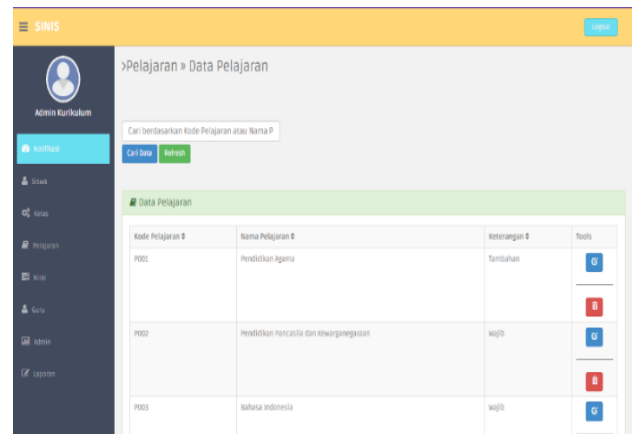 SINIS
Logout
Admin Kurikulum
›Pelajaran » Data Pelajaran
Cari berdasarkan Kode Pelajaran atau Nama P
Cari Data Refresh
Notifikasi
Siswa
Kelas
Pelajaran
Nilai
Guru
Admin
Laporan
Data Pelajaran
Kode Pelajaran Nama Pelajaran Keterangan Tools
P001 Pendidikan Agama Tambahan
P002 Pendidikan Pancasila dan Kewarganegaraan Wajib
P003 Bahasa Indonesia Wajib